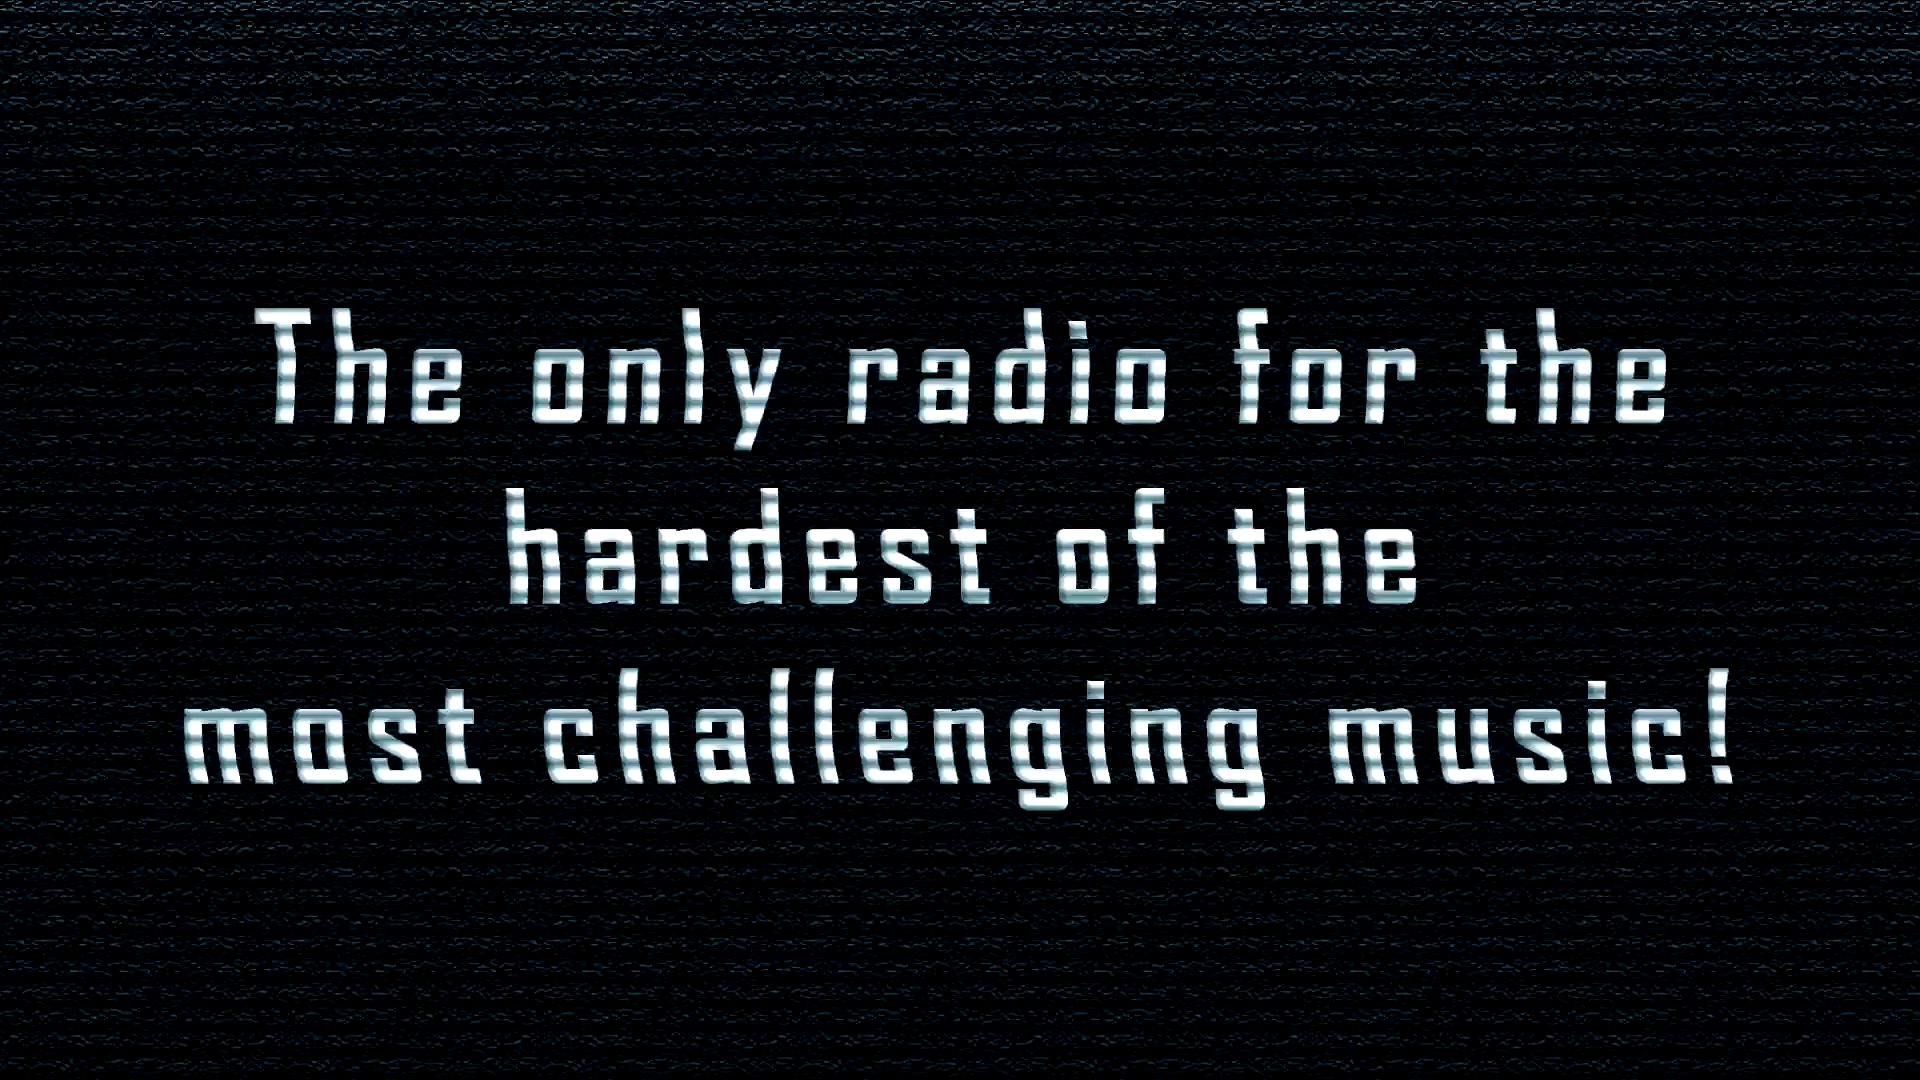 The only radio for the
hardest of the
most challenging music!